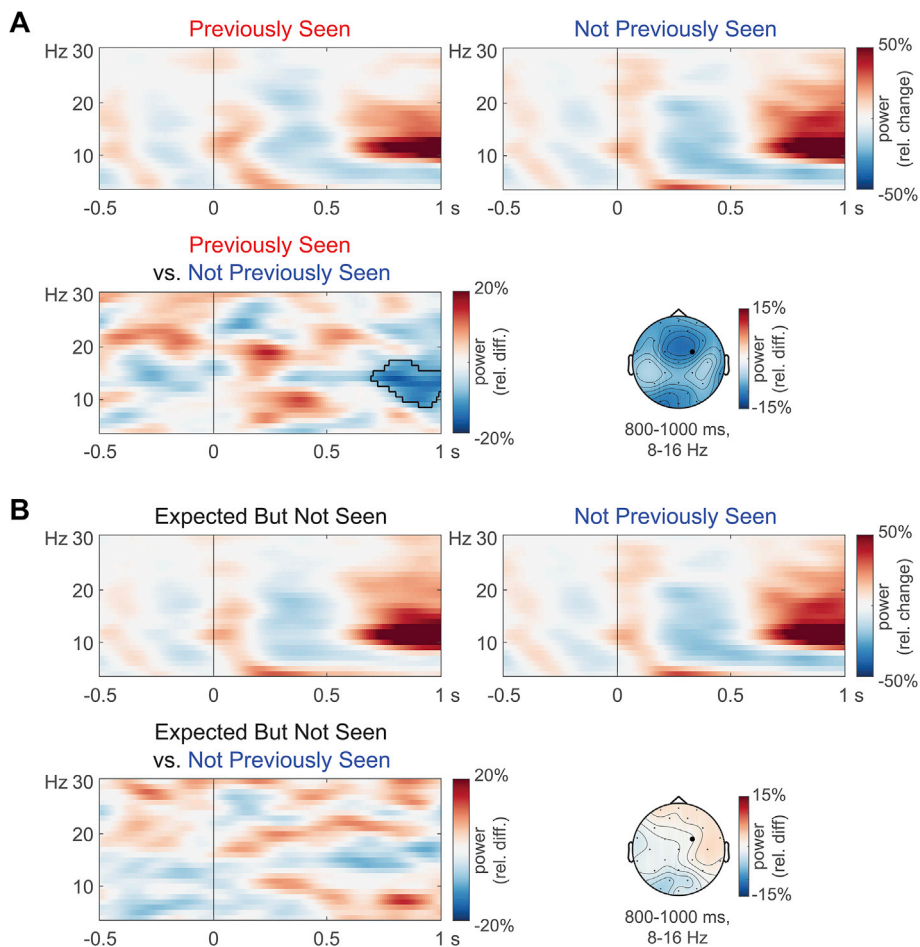 A
Previously Seen
Not Previously Seen
Hz 30
20
10
-0.5 0 0.5 1 s
Hz 30
20
10
-0.5 0 0.5 1 s
50%
power
(rel. change)
-50%
Previously Seen
vs. Not Previously Seen
Hz 30
20
10
-0.5 0 0.5 1 s
20%
power
(rel. diff.)
-20%
15%
power
(rel. diff.)
-15%
800-1000 ms,
8-16 Hz
B
Expected But Not Seen
Not Previously Seen
Hz 30
20
10
-0.5 0 0.5 1 s
Hz 30
20
10
-0.5 0 0.5 1 s
50%
power
(rel. change)
-50%
Expected But Not Seen
vs. Not Previously Seen
Hz 30
20
10
-0.5 0 0.5 1 s
20%
power
(rel. diff.)
-20%
15%
power
(rel. diff)
-15%
800-1000 ms,
8-16 Hz